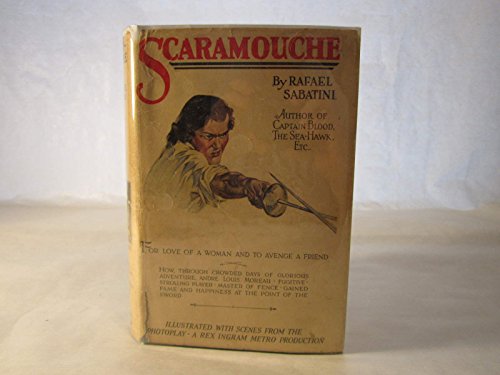 SCARAMOUCHE
By RAFAEL
SABATINI
AUTHOR OF
CAPTAIN BLOOD,
THE SEA-HAWK,
ETC.
FOR LOVE OF A WOMAN AND TO AVENGE A FRIEND
HOW, THROUGH CROWDED DAYS OF GLORIOUS
ADVENTURE, ANDRE LOUIS MOREAU - FUGITIVE -
STROLLING PLAYER - MASTER OF FENCE - GAINED
FAME AND HAPPINESS AT THE POINT OF THE
SWORD
ILLUSTRATED WITH SCENES FROM THE
PHOTOPLAY - A REX INGRAM METRO PRODUCTION